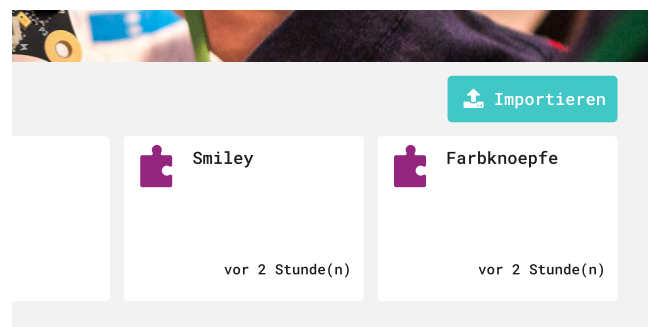 Importieren
Smiley
vor 2 Stunde(n)
Farbknoepfe
vor 2 Stunde(n)